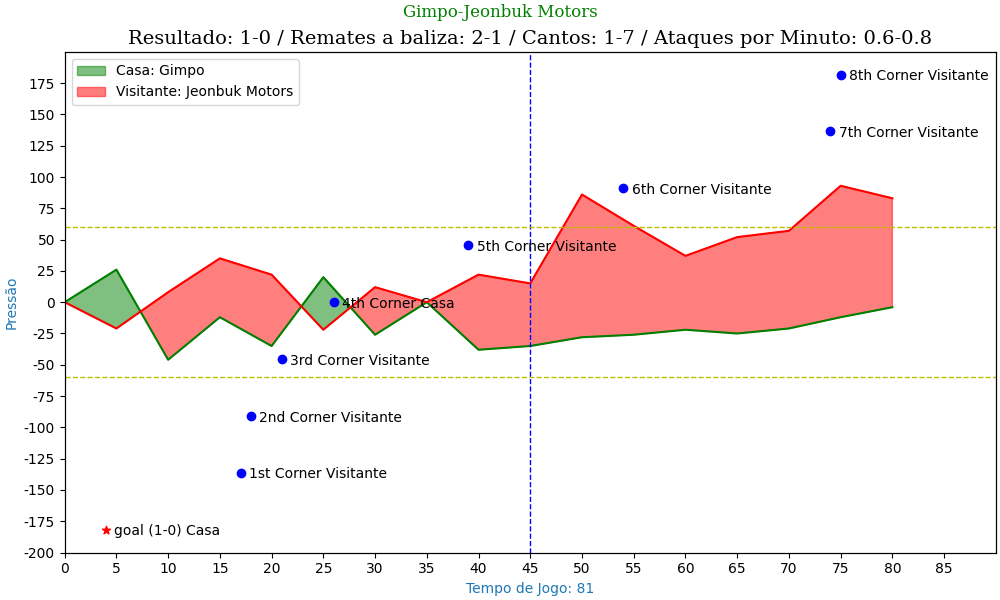 Gimpo-Jeonbuk Motors
Resultado: 1-0 / Remates a baliza: 2-1 / Cantos: 1-7 / Ataques por Minuto: 0.6-0.8
Casa: Gimpo
Visitante: Jeonbuk Motors
8th Corner Visitante
7th Corner Visitante
6th Corner Visitante
5th Corner Visitante
4th Corner Casa
3rd Corner Visitante
2nd Corner Visitante
1st Corner Visitante
goal (1-0) Casa
Pressão
175
150
125
100
75
50
25
0
-25
-50
-75
-100
-125
-150
-175
-200
0 5 10 15 20 25 30 35 40 45 50 55 60 65 70 75 80 85
Tempo de Jogo: 81